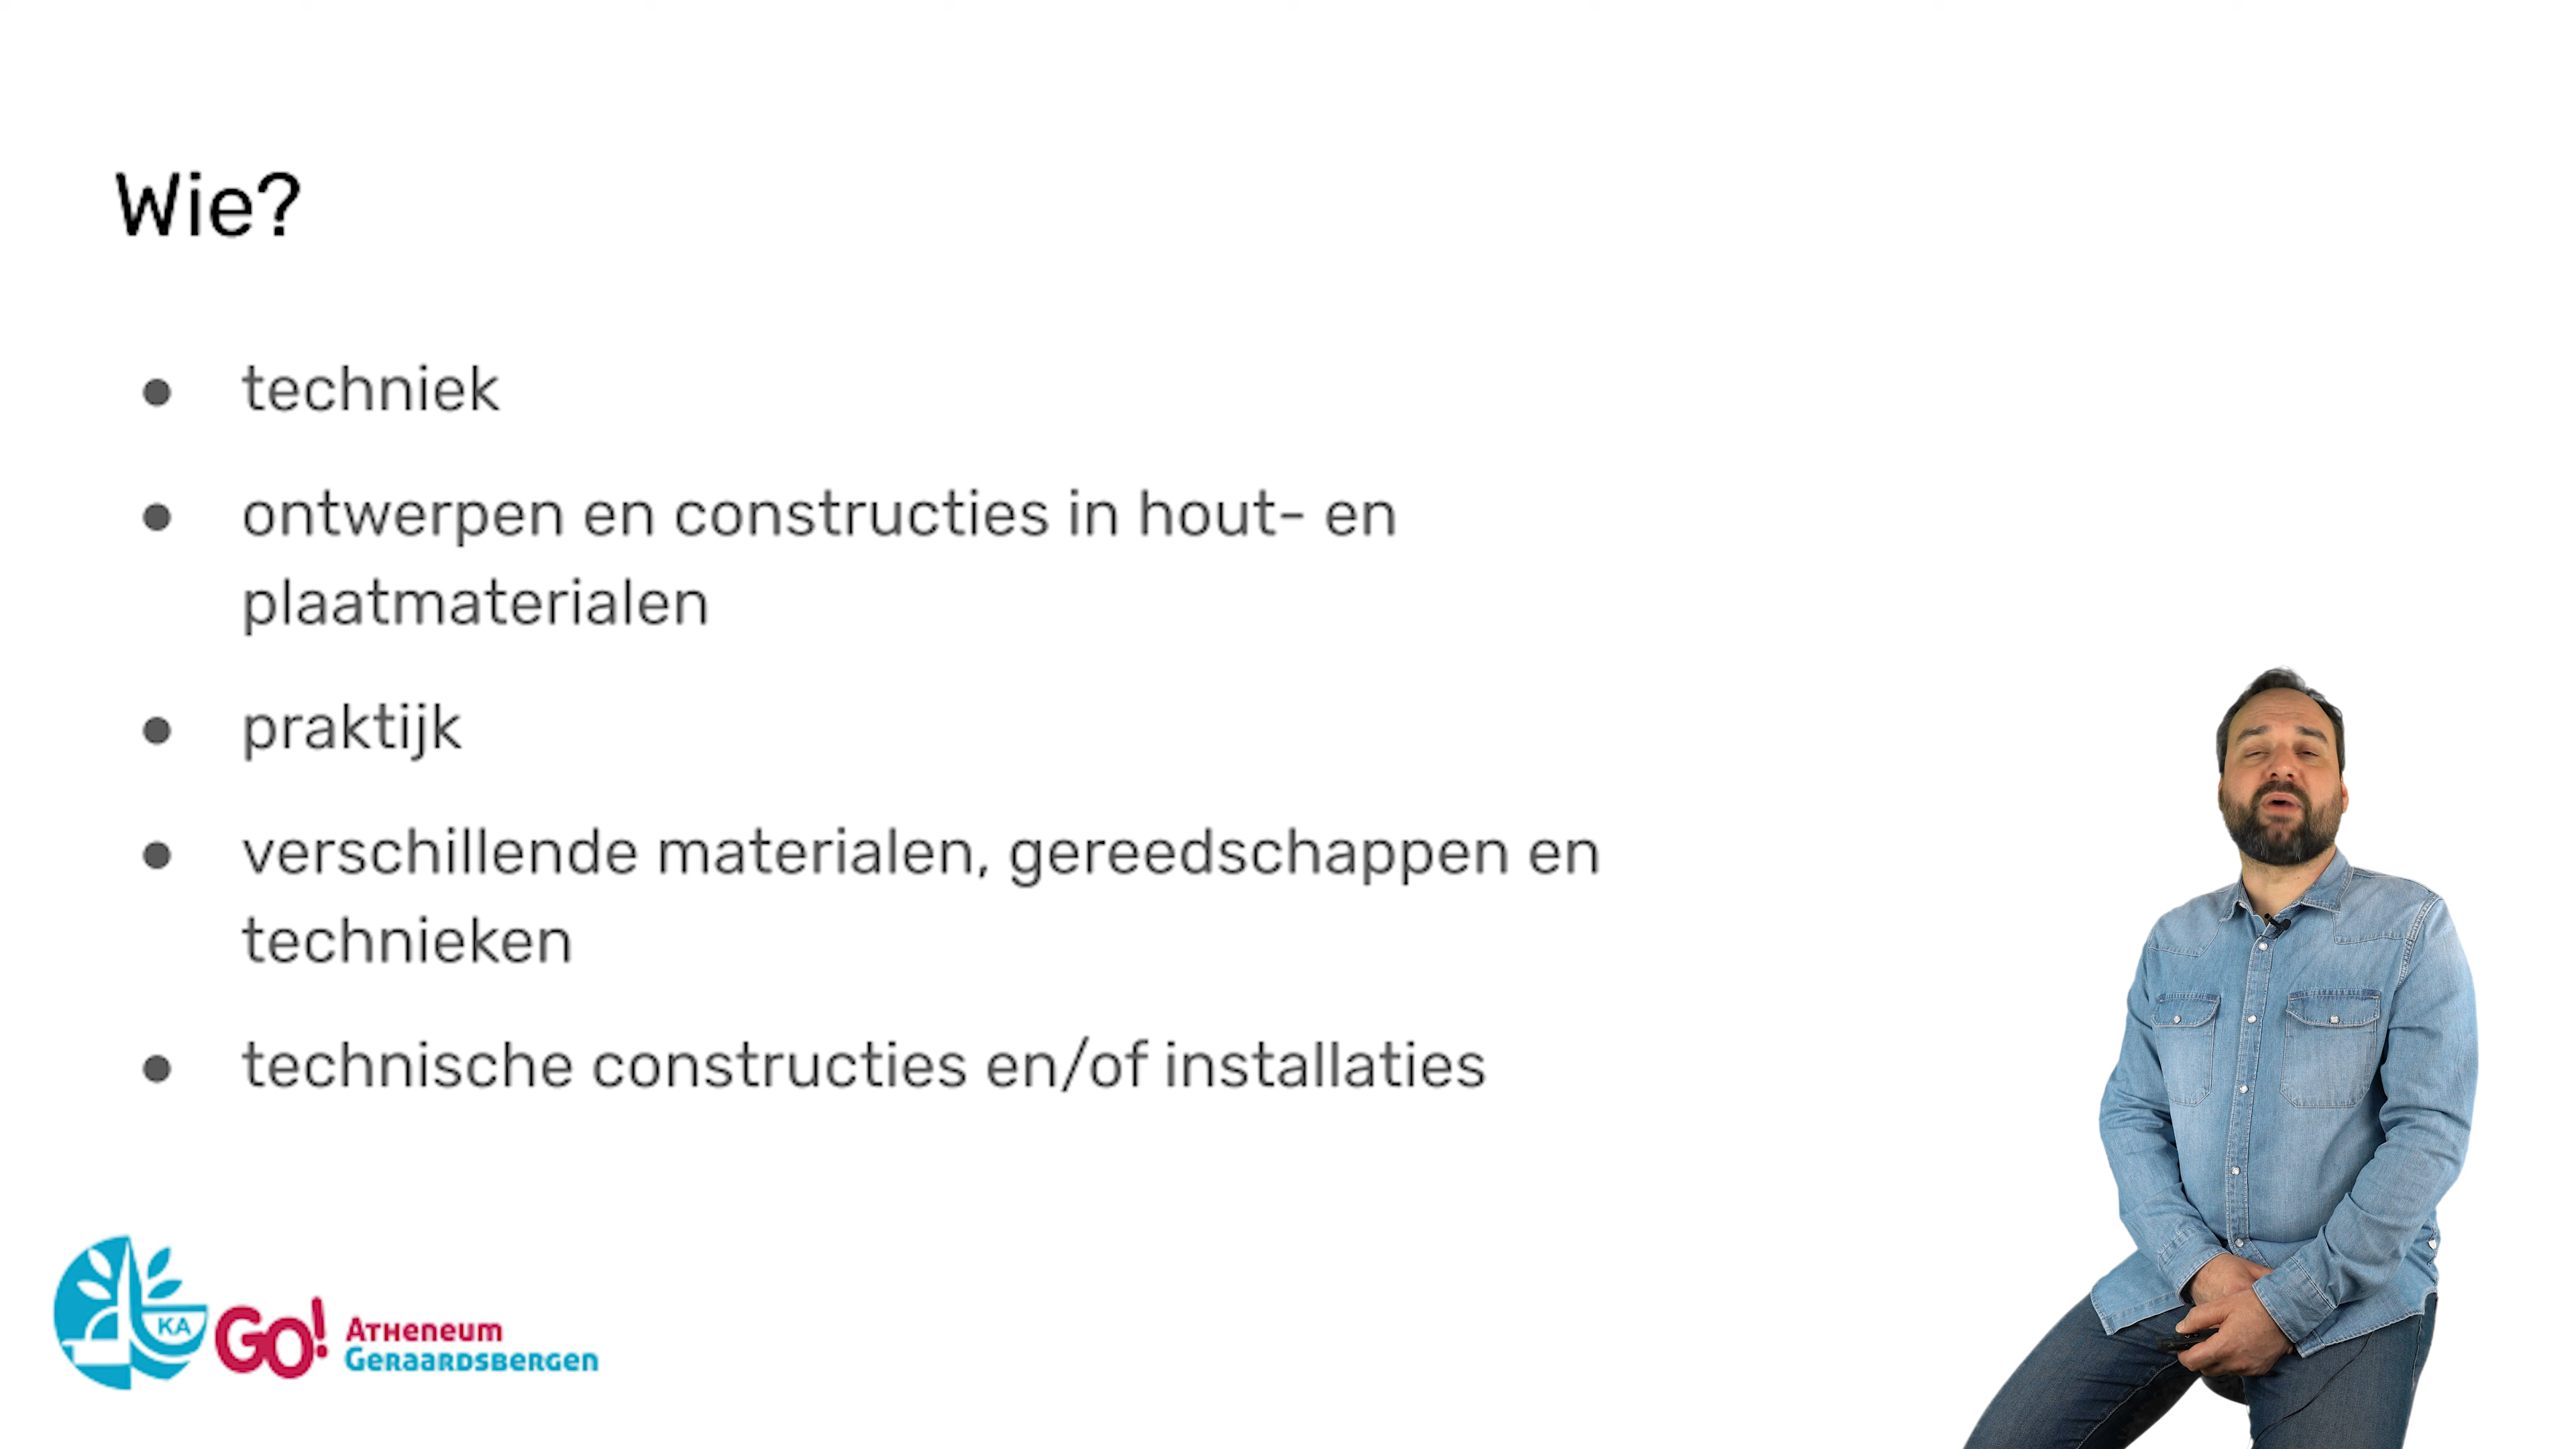 Wie?
● techniek
● ontwerpen en constructies in hout- en
plaatmaterialen
● praktijk
● verschillende materialen, gereedschappen en
technieken
● technische constructies en/of installaties
KA
GO! Atheneum
Geraardsbergen